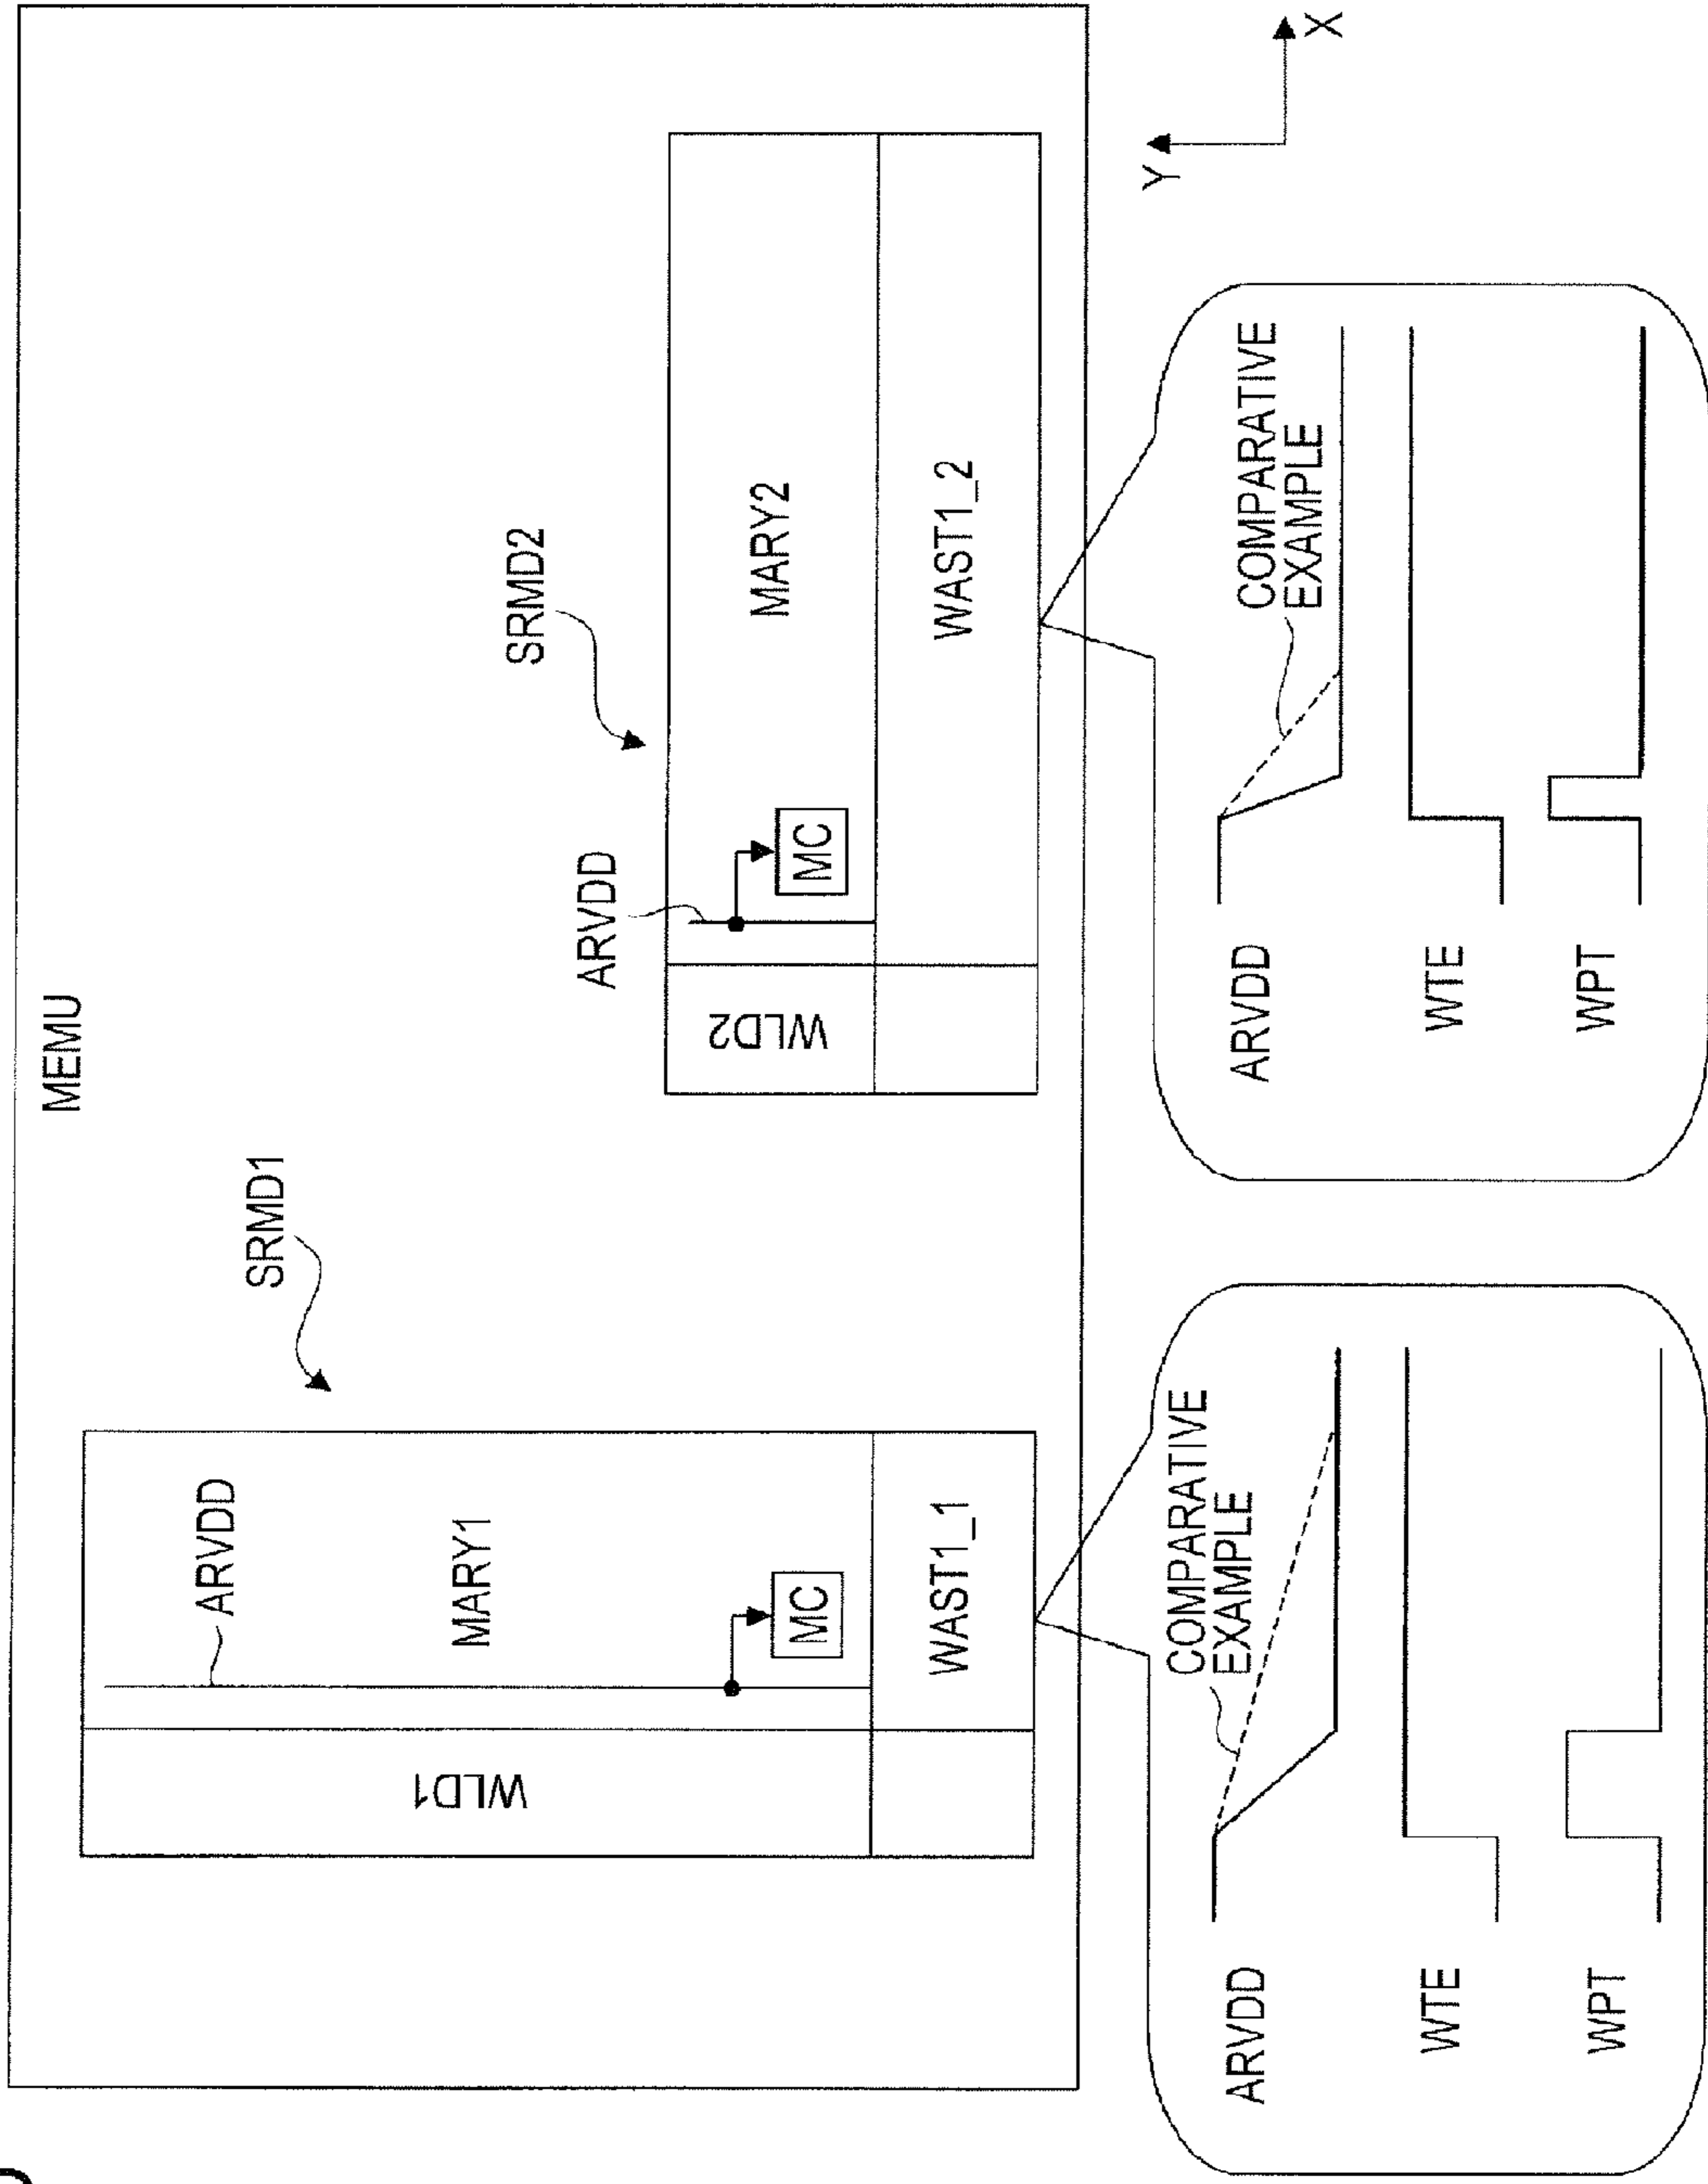 MEMU
SRMD1
SRMD2
ARVDD
MARY1
WLD1
MC
WAST1_1
ARVDD
WLD2
MARY2
MC
WAST1_2
Y
X
COMPARATIVE
EXAMPLE
ARVDD
WTE
WPT
COMPARATIVE
EXAMPLE
ARVDD
WTE
WPT